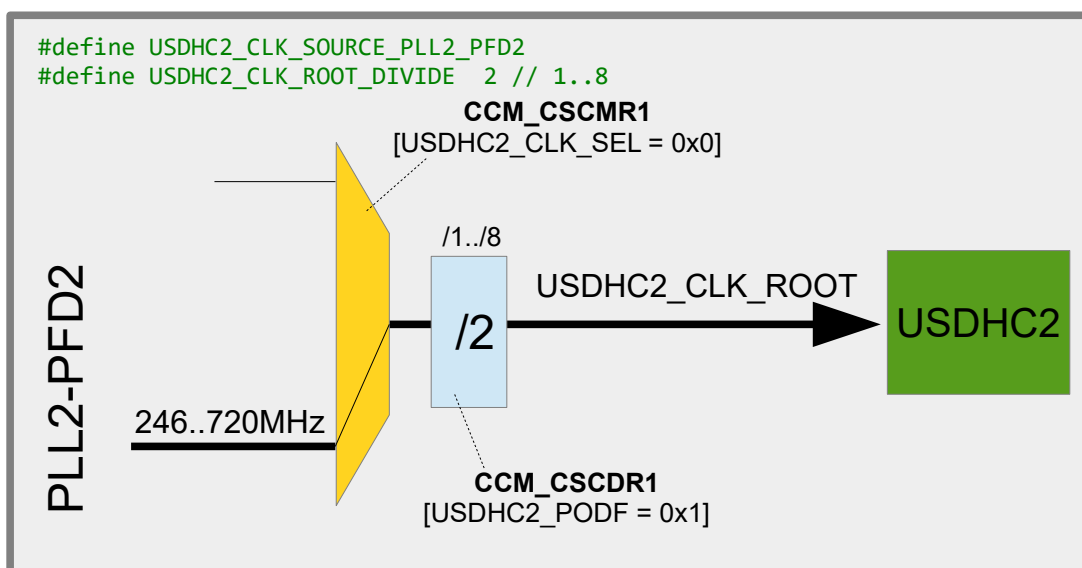 #define USDHC2_CLK_SOURCE_PLL2_PFD2
#define USDHC2_CLK_ROOT_DIVIDE  2 // 1..8
CCM_CSCMR1
[USDHC2_CLK_SEL = 0x0]
/1../8
PLL2-PFD2
246..720MHz
/2
USDHC2_CLK_ROOT
USDHC2
CCM_CSCDR1
[USDHC2_PODF = 0x1]